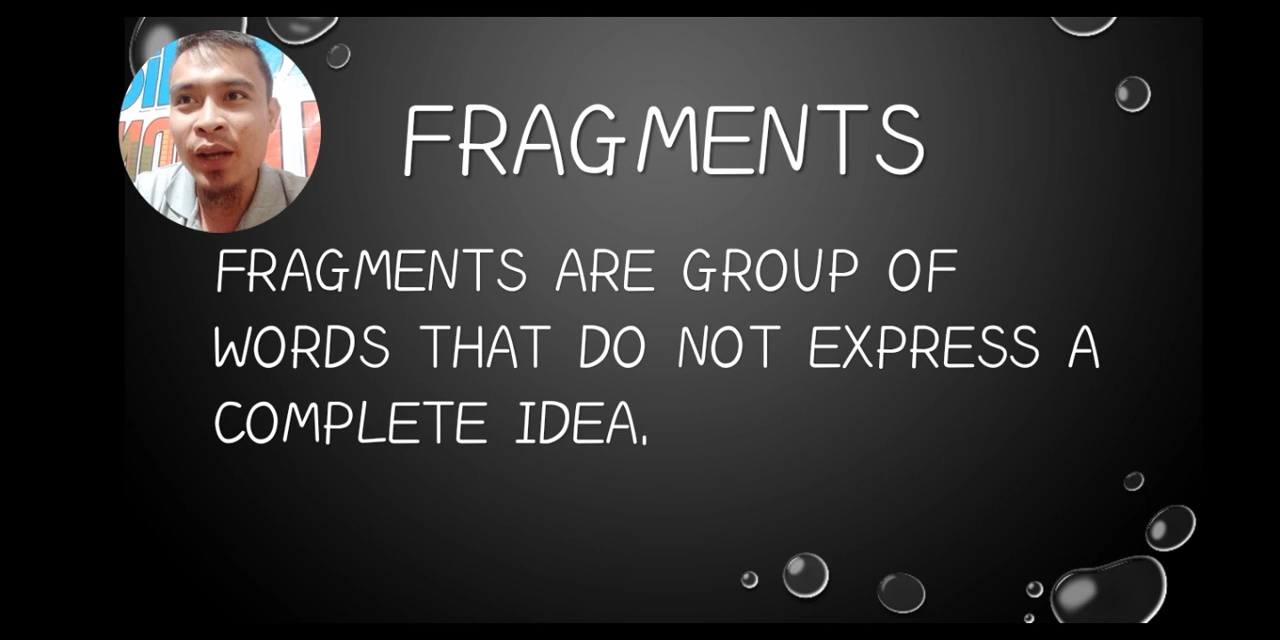 FRAGMENTS
FRAGMENTS ARE GROUP OF
WORDS THAT DO NOT EXPRESS A
COMPLETE IDEA.